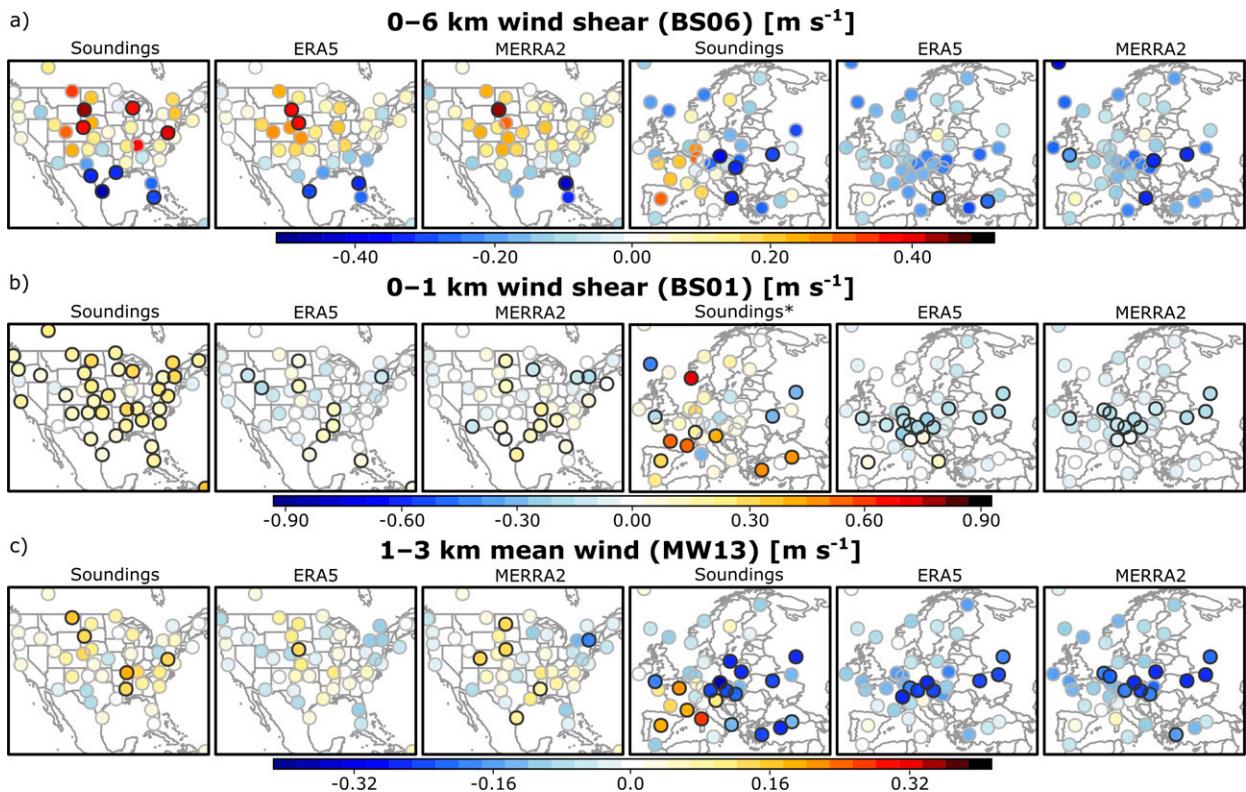 a)
0–6 km wind shear (BS06) [m s⁻¹]
Soundings ERA5 MERRA2 Soundings ERA5 MERRA2
-0.40 -0.20 0.00 0.20 0.40
b)
0–1 km wind shear (BS01) [m s⁻¹]
Soundings ERA5 MERRA2 Soundings* ERA5 MERRA2
-0.90 -0.60 -0.30 0.00 0.30 0.60 0.90
c)
1–3 km mean wind (MW13) [m s⁻¹]
Soundings ERA5 MERRA2 Soundings ERA5 MERRA2
-0.32 -0.16 0.0 0.16 0.32